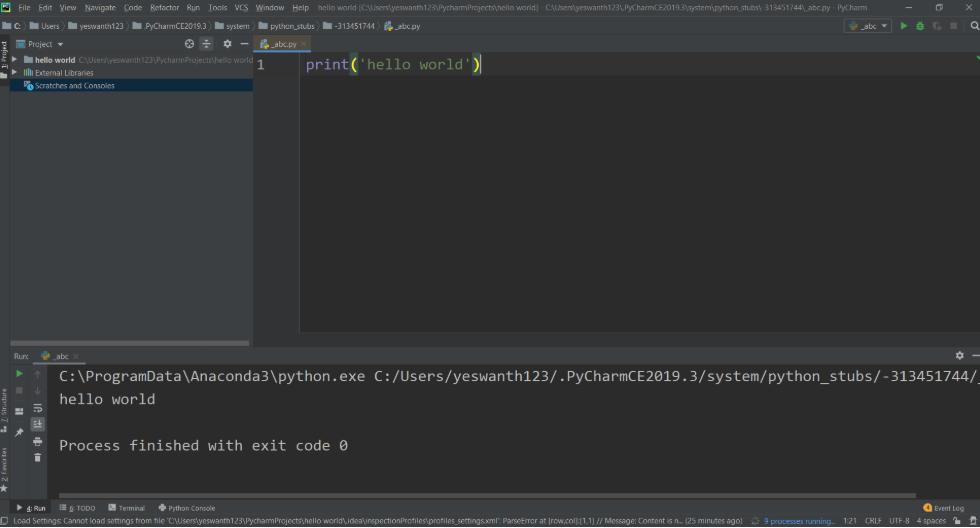 File Edit View Navigate Code Refactor Run Tools VCS Window Help hello world [C:\Users\yeswanth123\PycharmProjects\hello world] - C:\Users\yeswanth123\.PyCharmCE2019.3\system\python_stubs\-313451744\_abc.py - PyCharm
C: Users yeswanth123 .PyCharmCE2019.3 system python_stubs -313451744 _abc.py _abc
1: Project
Project
_abc.py
hello world C:\Users\yeswanth123\PycharmProjects\hello world
External Libraries
Scratches and Consoles
1 print('hello world')
Run: _abc
C:\ProgramData\Anaconda3\python.exe C:/Users/yeswanth123/.PyCharmCE2019.3/system/python_stubs/-313451744/_
hello world
Process finished with exit code 0
7: Structure
2: Favorites
4: Run 6: TODO Terminal Python Console Event Log
Load Settings: Cannot load settings from file 'C:\Users\yeswanth123\PycharmProjects\hello world\.idea\inspectionProfiles\profiles_settings.xml': ParseError at [row,col]:[1,1] // Message: Content is n... (25 minutes ago) 9 processes running... 1:21 CRLF UTF-8 4 spaces